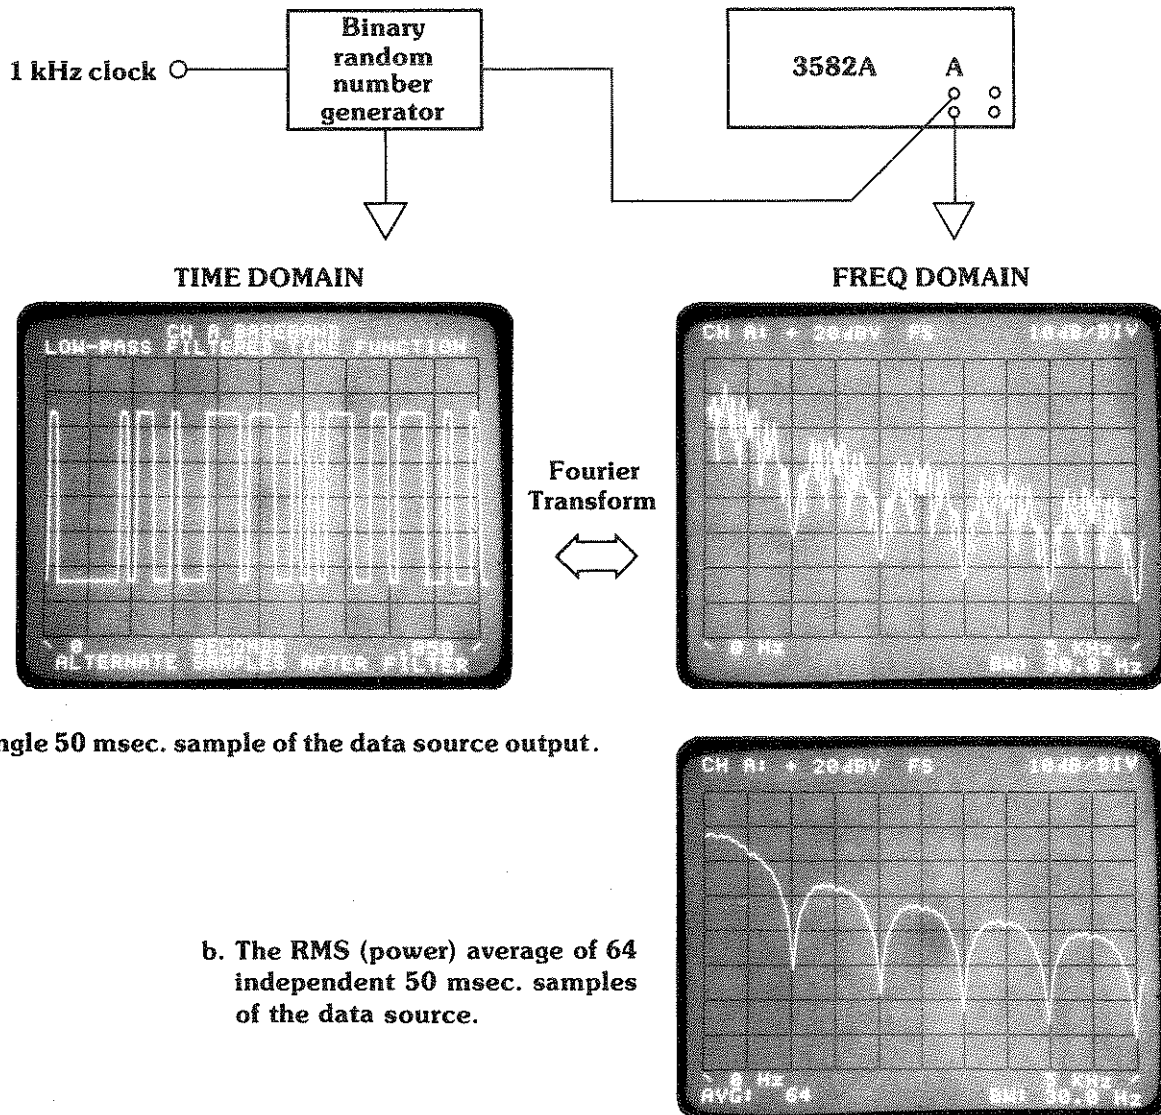 Binary
random
number
generator
1 kHz clock
3582A A
TIME DOMAIN
FREQ DOMAIN
CH A BASEBAND
LOW-PASS FILTERED TIME FUNCTION
0 SECONDS .050
ALTERNATE SAMPLES AFTER FILTER
Fourier
Transform
CH A: + 20dBV FS 10dB/DIV
0 Hz 5 KHz
BW: 30.0 Hz
ngle 50 msec. sample of the data source output.
b. The RMS (power) average of 64
independent 50 msec. samples
of the data source.
CH A: + 20dBV FS 10dB/DIV
0 Hz 5 KHz
AVG: 64 BW: 30.0 Hz